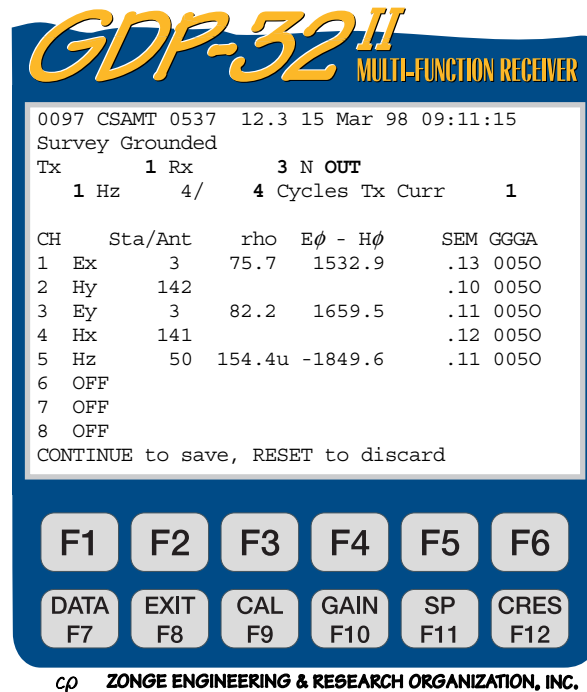 GDP-32 II
MULTI-FUNCTION RECEIVER
0097 CSAMT 0537 12.3 15 Mar 98 09:11:15
Survey Grounded
Tx 1 Rx 3 N OUT
1 Hz 4/ 4 Cycles Tx Curr 1
CH Sta/Ant rho Eϕ - Hϕ SEM GGGA
1 Ex 3 75.7 1532.9 .13 005O
2 Hy 142 .10 005O
3 Ey 3 82.2 1659.5 .11 005O
4 Hx 141 .12 005O
5 Hz 50 154.4u -1849.6 .11 005O
6 OFF
7 OFF
8 OFF
CONTINUE to save, RESET to discard
F1 F2 F3 F4 F5 F6
DATA EXIT CAL GAIN SP CRES
F7 F8 F9 F10 F11 F12
cρ ZONGE ENGINEERING & RESEARCH ORGANIZATION, INC.